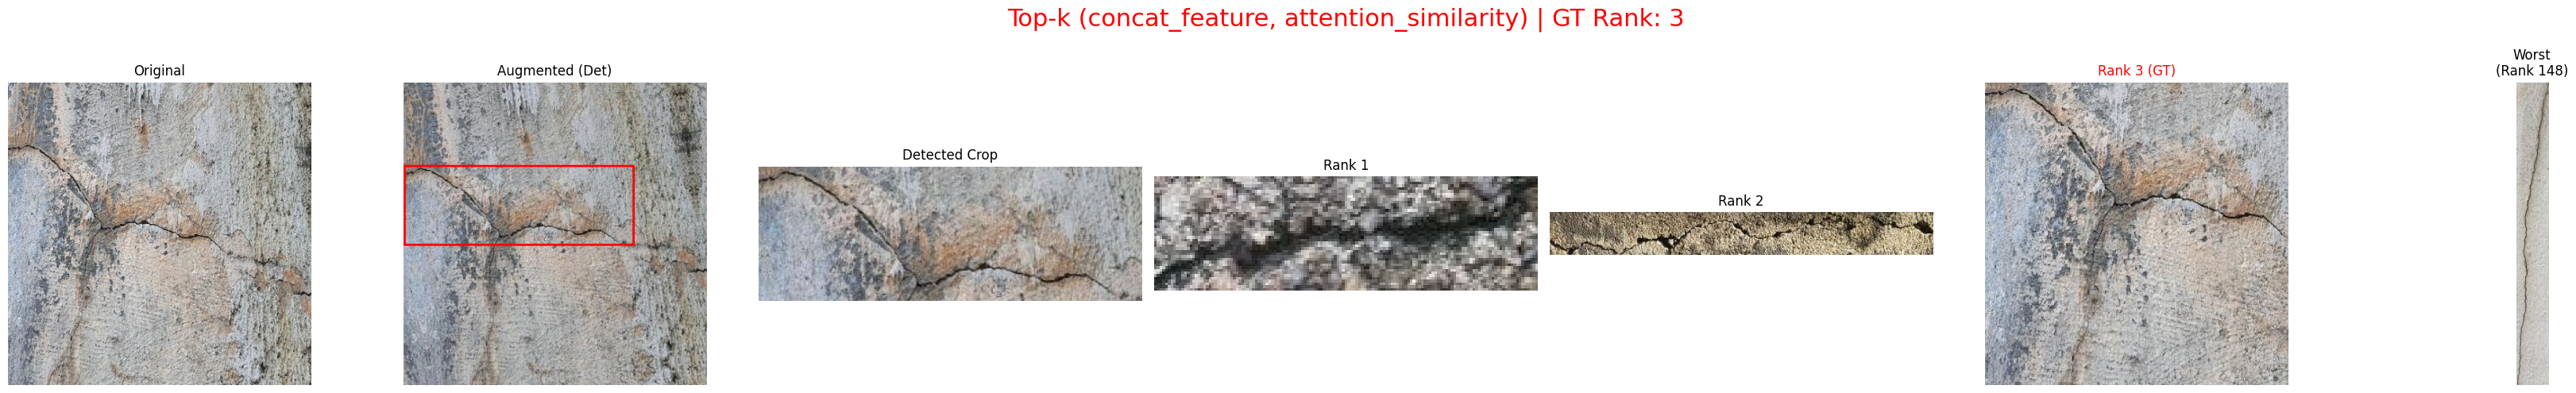 Top-k (concat_feature, attention_similarity) | GT Rank: 3
Original
Augmented (Det)
Detected Crop
Rank 1
Rank 2
Rank 3 (GT)
Worst
(Rank 148)